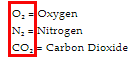 O₂ = Oxygen
N₂ = Nitrogen
CO₂ = Carbon Dioxide